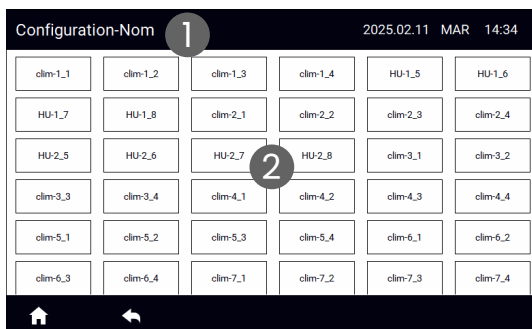 Configuration-Nom 1 2025.02.11 MAR 14:34
clim-1_1 clim-1_2 clim-1_3 clim-1_4 HU-1_5 HU-1_6
HU-1_7 HU-1_8 clim-2_1 clim-2_2 clim-2_3 clim-2_4
HU-2_5 HU-2_6 HU-2_7 2 HU-2_8 clim-3_1 clim-3_2
clim-3_3 clim-3_4 clim-4_1 clim-4_2 clim-4_3 clim-4_4
clim-5_1 clim-5_2 clim-5_3 clim-5_4 clim-6_1 clim-6_2
clim-6_3 clim-6_4 clim-7_1 clim-7_2 clim-7_3 clim-7_4